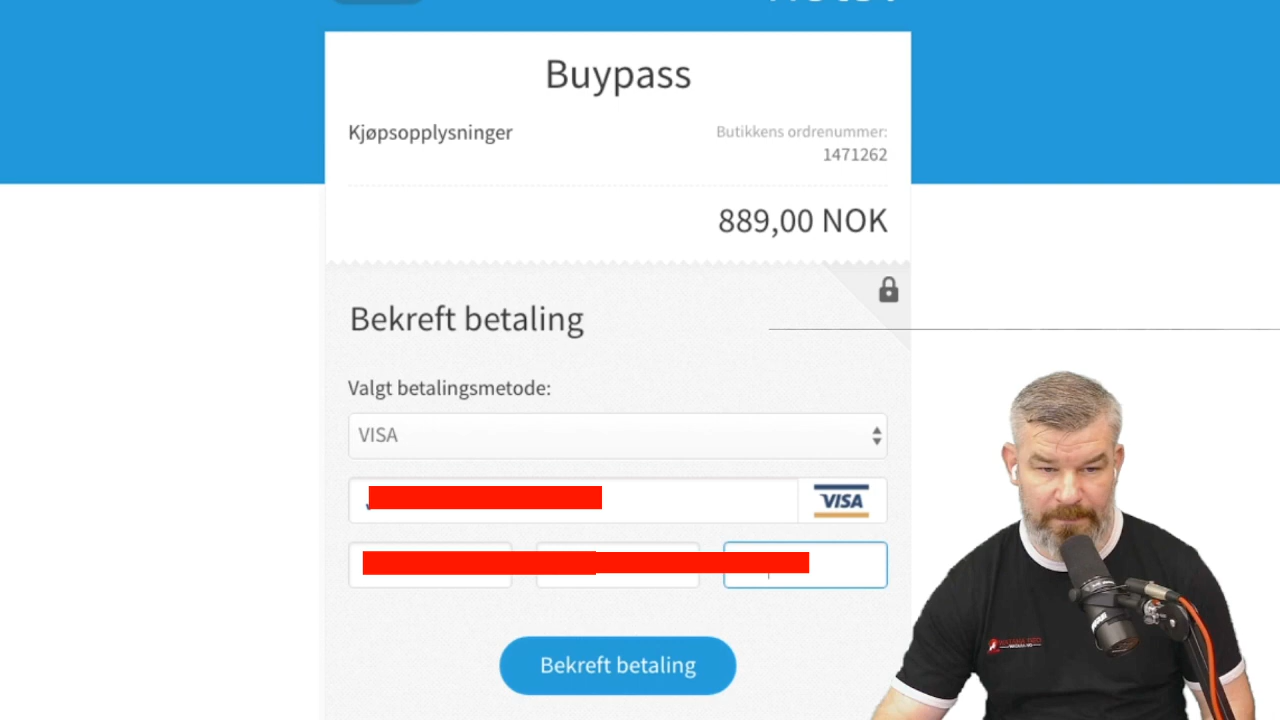 Buypass
Kjøpsopplysninger
Butikkens ordrenummer:
1471262
889,00 NOK
Bekreft betaling
Valgt betalingsmetode:
VISA
VISA
Bekreft betaling